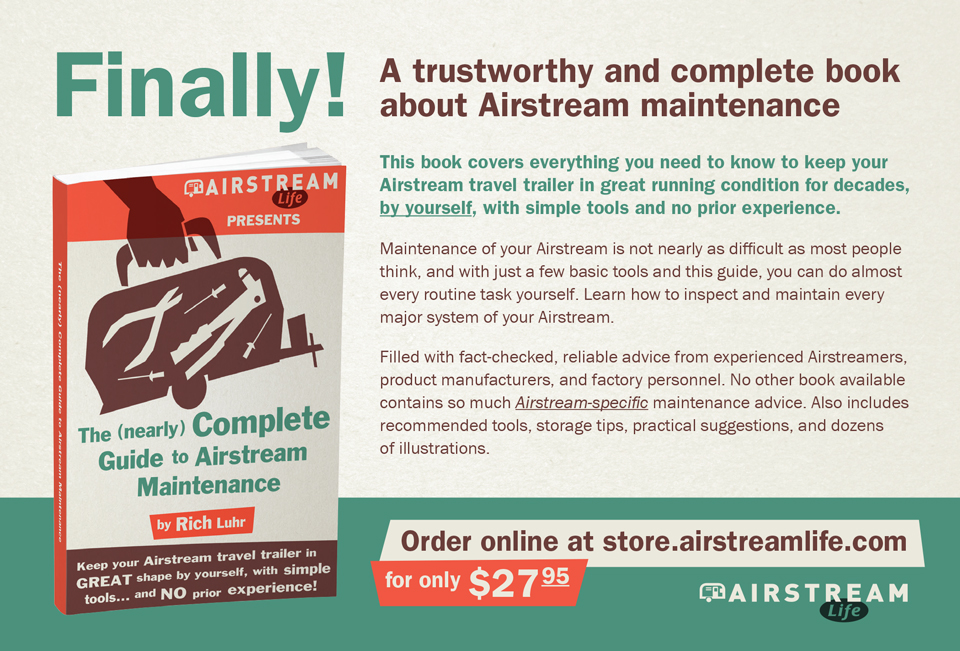 Finally!
A trustworthy and complete book
about Airstream maintenance
This book covers everything you need to know to keep your
Airstream travel trailer in great running condition for decades,
by yourself, with simple tools and no prior experience.
Maintenance of your Airstream is not nearly as difficult as most people
think, and with just a few basic tools and this guide, you can do almost
every routine task yourself. Learn how to inspect and maintain every
major system of your Airstream.
Filled with fact-checked, reliable advice from experienced Airstreamers,
product manufacturers, and factory personnel. No other book available
contains so much Airstream-specific maintenance advice. Also includes
recommended tools, storage tips, practical suggestions, and dozens
of illustrations.
AIRSTREAM
Life
PRESENTS
The (nearly) Complete Guide to Airstream Maintenance
The (nearly) Complete
Guide to Airstream
Maintenance
by Rich Luhr
Keep your Airstream travel trailer in
GREAT shape by yourself, with simple
tools... and NO prior experience!
Order online at store.airstreamlife.com
for only $27 95
AIRSTREAM
Life